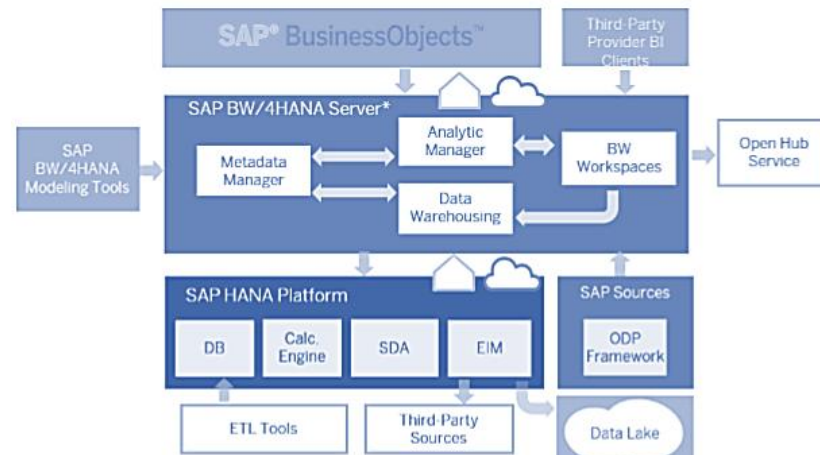 SAP® BusinessObjects™
Third-Party
Provider BI
Clients
SAP BW/4HANA Server*
SAP
BW/4HANA
Modeling Tools
Metadata
Manager
Analytic
Manager
Data
Warehousing
BW
Workspaces
Open Hub
Service
SAP HANA Platform
DB
Calc.
Engine
SDA
EIM
SAP Sources
ODP
Framework
ETL Tools
Third-Party
Sources
Data Lake